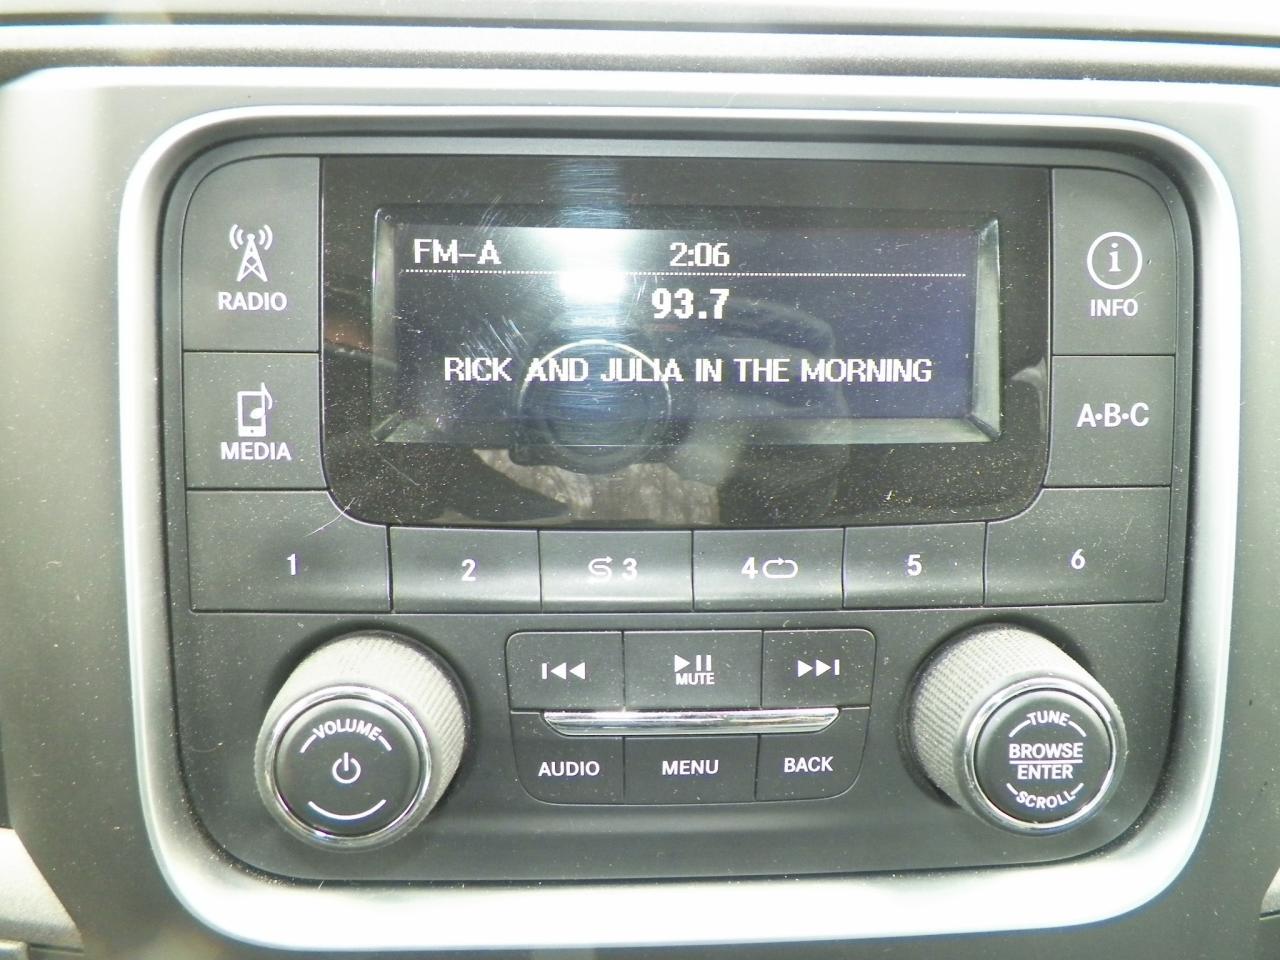 FM-A 2:06
93.7
RICK AND JULIA IN THE MORNING
RADIO
MEDIA
i
INFO
A·B·C
1 2 3 4 5 6
MUTE
AUDIO MENU BACK
VOLUME
TUNE
BROWSE
ENTER
SCROLL